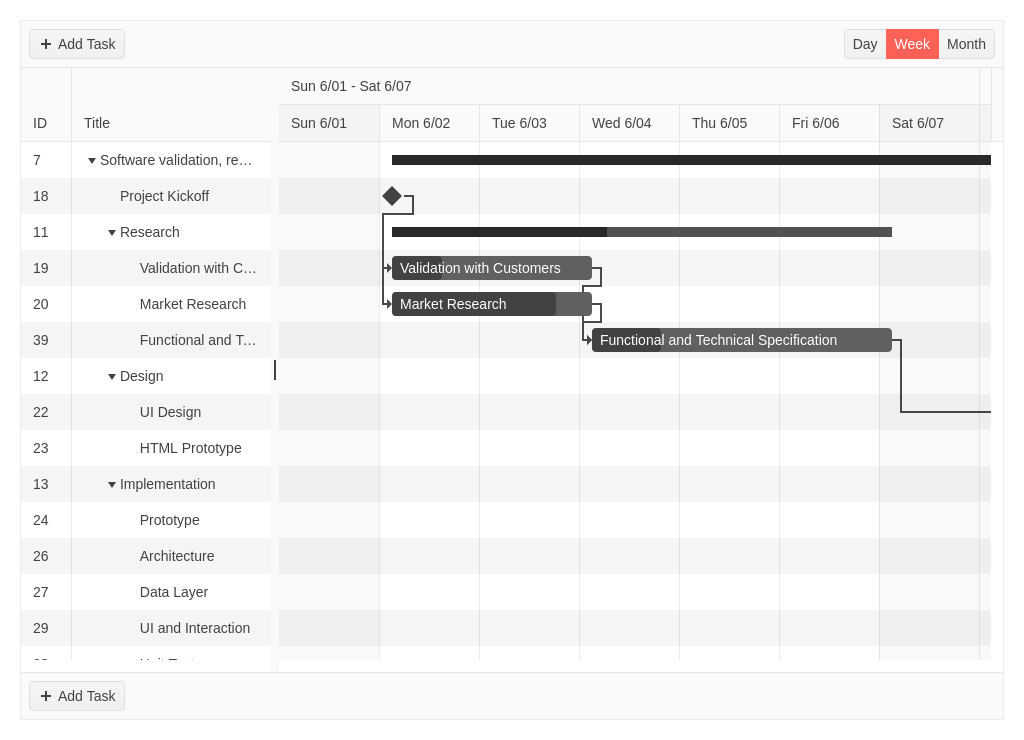 Add Task
Day Week Month
Sun 6/01 - Sat 6/07
ID Title Sun 6/01 Mon 6/02 Tue 6/03 Wed 6/04 Thu 6/05 Fri 6/06 Sat 6/07
7 Software validation, re…
18 Project Kickoff
11 Research
19 Validation with C… Validation with Customers
20 Market Research Market Research
39 Functional and T… Functional and Technical Specification
12 Design
22 UI Design
23 HTML Prototype
13 Implementation
24 Prototype
26 Architecture
27 Data Layer
29 UI and Interaction
Add Task